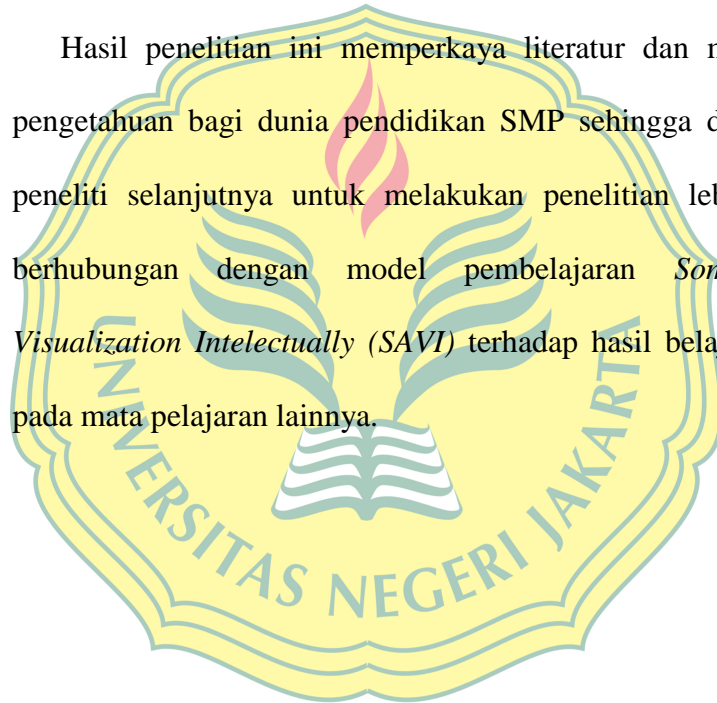 Hasil penelitian ini memperkaya literatur dan
pengetahuan bagi dunia pendidikan SMP sehingga
peneliti selanjutnya untuk melakukan penelitian
berhubungan dengan model pembelajaran
Visualization Intelectually (SAVI) terhadap hasil
pada mata pelajaran lainnya.
UNIVERSITAS NEGERI JAKARTA